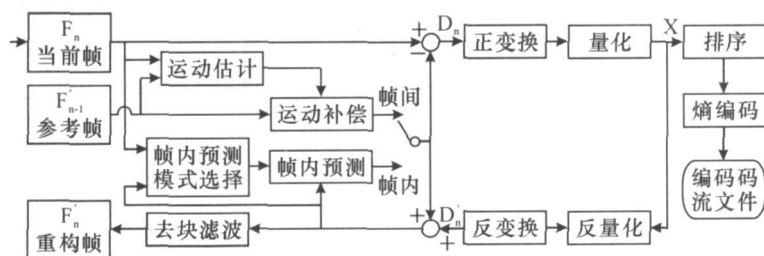 Fn
当前帧
F'n-1
参考帧
运动估计
运动补偿
帧间
帧内预测
模式选择
帧内预测
帧内
F'n
重构帧
去块滤波
+
−
Dn
正变换
量化
X
排序
熵编码
编码码
流文件
+
D'n
+
反变换
反量化